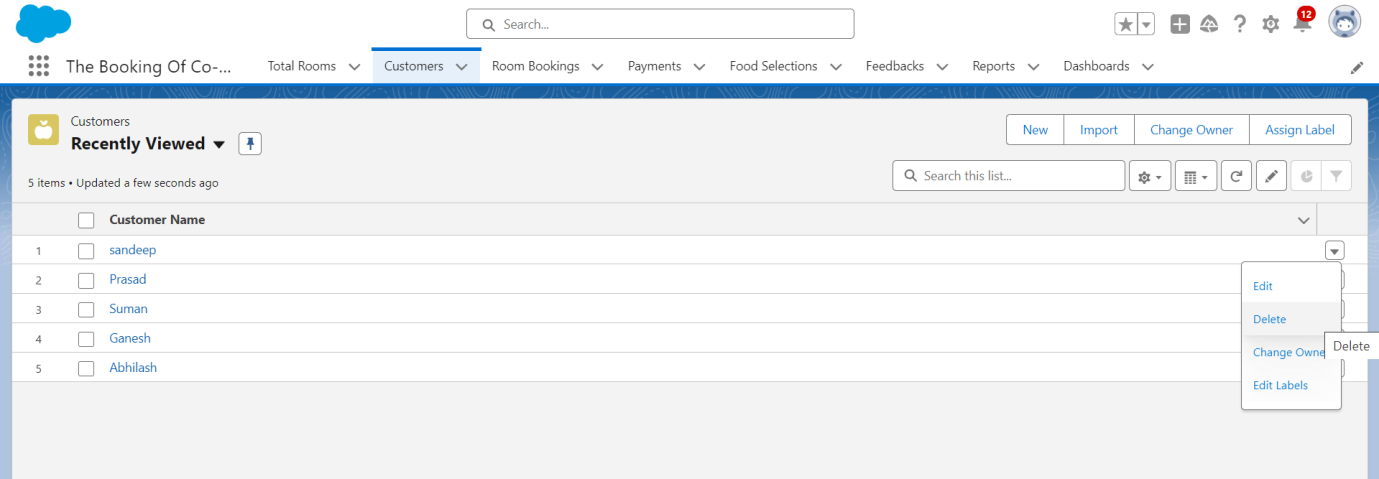 Search...
12
The Booking Of Co-...
Total Rooms
Customers
Room Bookings
Payments
Food Selections
Feedbacks
Reports
Dashboards
Customers
Recently Viewed
New
Import
Change Owner
Assign Label
5 items • Updated a few seconds ago
Search this list...
Customer Name
1 sandeep
2 Prasad
3 Suman
4 Ganesh
5 Abhilash
Edit
Delete
Delete
Change Owne
Edit Labels